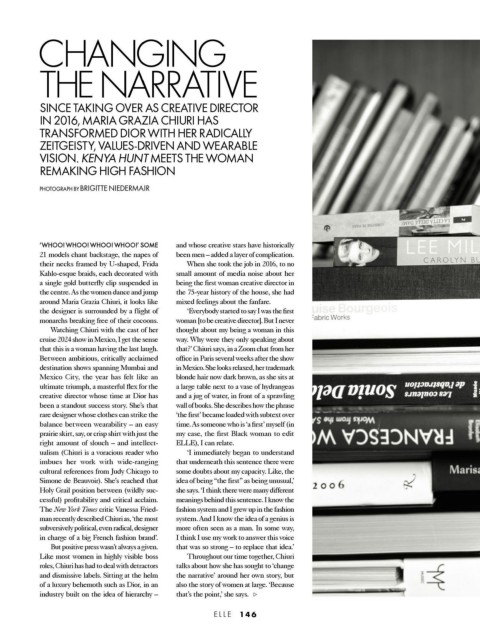 CHANGING
THE NARRATIVE
SINCE TAKING OVER AS CREATIVE DIRECTOR
IN 2016, MARIA GRAZIA CHIURI HAS
TRANSFORMED DIOR WITH HER RADICALLY
ZEITGEISTY, VALUES-DRIVEN AND WEARABLE
VISION. KENYA HUNT MEETS THE WOMAN
REMAKING HIGH FASHION
PHOTOGRAPH BY BRIGITTE NIEDERMAIR
'WHOO! WHOO! WHOO! WHOO!' SOME
21 models chant backstage, the napes of
their necks framed by U-shaped, Frida
Kahlo-esque braids, each decorated with
a single gold butterfly clip suspended in
the centre. As the women dance and jump
around Maria Grazia Chiuri, it looks like
the designer is surrounded by a flight of
monarchs breaking free of their cocoons.
Watching Chiuri with the cast of her
cruise 2024 show in Mexico, I get the sense
that this is a woman having the last laugh.
Between ambitious, critically acclaimed
destination shows spanning Mumbai and
Mexico City, the year has felt like an
ultimate triumph, a masterful flex for the
creative director whose time at Dior has
been a standout success story. She's that
rare designer whose clothes can strike the
balance between wearability – an easy
prairie skirt, say, or crisp shirt with just the
right amount of slouch – and intellect-
ualism (Chiuri is a voracious reader who
imbues her work with wide-ranging
cultural references from Judy Chicago to
Simone de Beauvoir). She's reached that
Holy Grail position between (wildly suc-
cessful) profitability and critical acclaim.
The New York Times critic Vanessa Fried-
man recently described Chiuri as, 'the most
subversively political, even radical, designer
in charge of a big French fashion brand'.
But positive press wasn't always a given.
Like most women in highly visible boss
roles, Chiuri has had to deal with detractors
and dismissive labels. Sitting at the helm
of a luxury behemoth such as Dior, in an
industry built on the idea of hierarchy –
and whose creative stars have historically
been men – added a layer of complication.
When she took the job in 2016, to no
small amount of media noise about her
being the first woman creative director in
the 75-year history of the house, she had
mixed feelings about the fanfare.
'Everybody started to say I was the first
woman [to be creative director]. But I never
thought about my being a woman in this
way. Why were they only speaking about
that?' Chiuri says, in a Zoom chat from her
office in Paris several weeks after the show
in Mexico. She looks relaxed, her trademark
blonde hair now dark brown, as she sits at
a large table next to a vase of hydrangeas
and a jug of water, in front of a sprawling
wall of books. She describes how the phrase
'the first' became loaded with subtext over
time. As someone who is 'a first' myself (in
my case, the first Black woman to edit
ELLE), I can relate.
'I immediately began to understand
that underneath this sentence there were
some doubts about my capacity. Like, the
idea of being "the first" as being unusual,'
she says. 'I think there were many different
meanings behind this sentence. I know the
fashion system and I grew up in the fashion
system. And I know the idea of a genius is
more often seen as a man. In some way,
I think I use my work to answer this voice
that was so strong – to replace that idea.'
Throughout our time together, Chiuri
talks about how she has sought to 'change
the narrative' around her own story, but
also the story of women at large. 'Because
that's the point,' she says.
LEE MIL
CAROLYN BU
uise Bourgeois
Fabric Works
Sonia Dela
Les couleurs
de l'abstraction
FRANCESCA WO
Works from the
Marisa
2006
ELLE 146